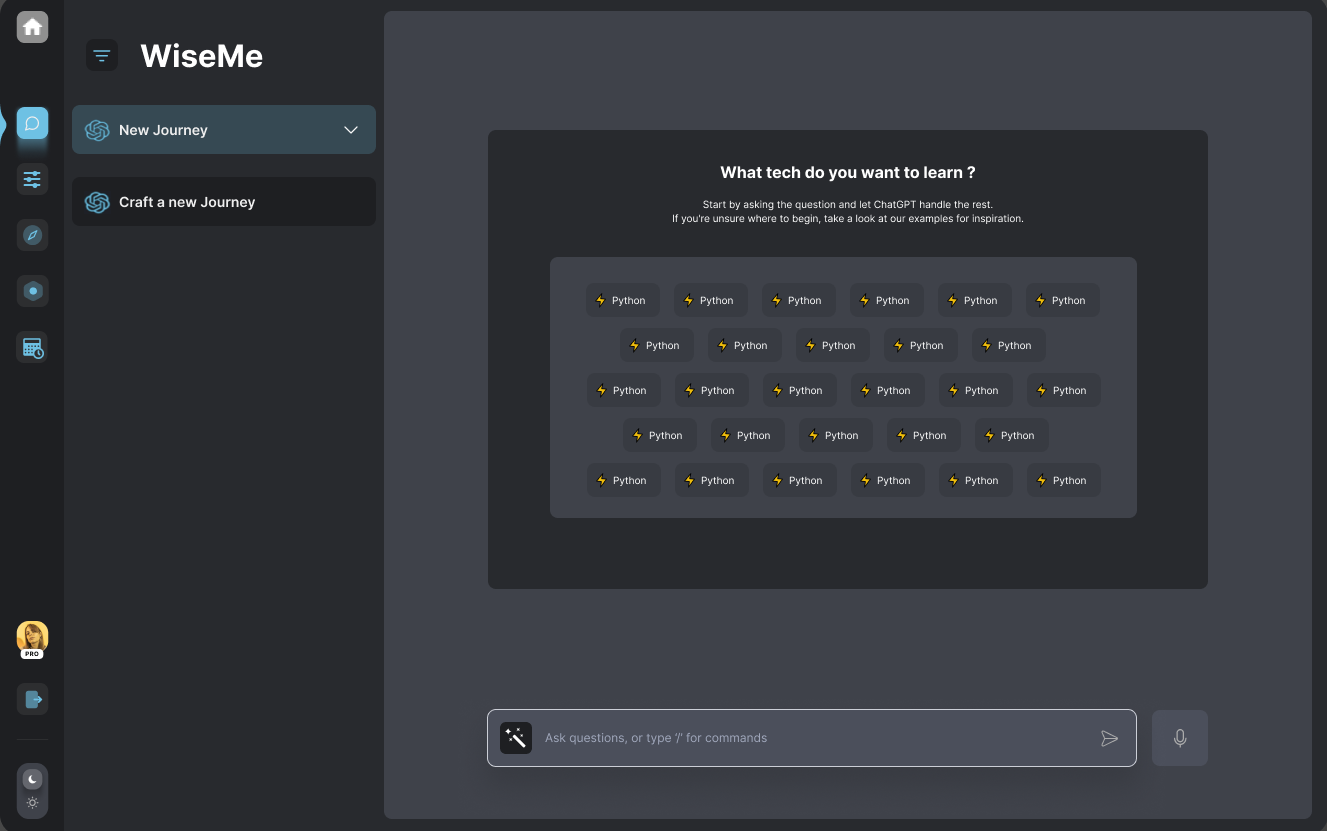 WiseMe
New Journey
Craft a new Journey
What tech do you want to learn ?
Start by asking the question and let ChatGPT handle the rest.
If you're unsure where to begin, take a look at our examples for inspiration.
Python Python Python Python Python Python
Python Python Python Python Python
Python Python Python Python Python Python
Python Python Python Python Python
Python Python Python Python Python Python
PRO
Ask questions, or type '/' for commands